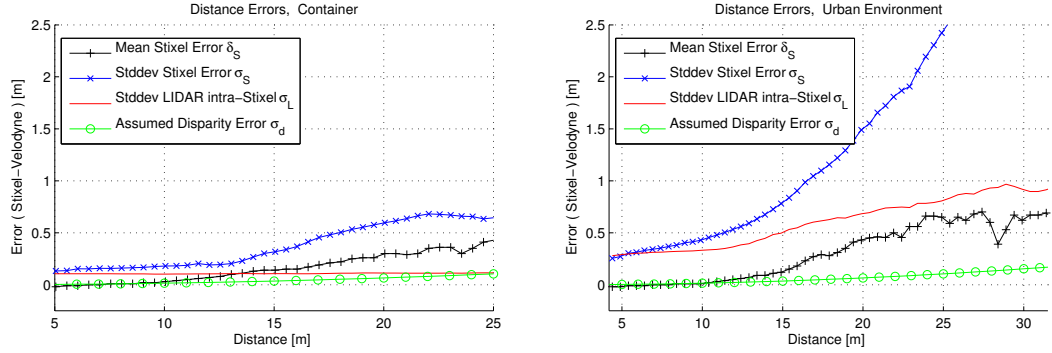 Distance Errors, Container
2.5
2
1.5
1
0.5
0
Error ( Stixel−Velodyne ) [m]
Mean Stixel Error δS
Stddev Stixel Error σS
Stddev LIDAR intra−Stixel σL
Assumed Disparity Error σd
5
10
15
20
25
Distance [m]
Distance Errors, Urban Environment
2.5
2
1.5
1
0.5
0
Error ( Stixel−Velodyne ) [m]
Mean Stixel Error δS
Stddev Stixel Error σS
Stddev LIDAR intra−Stixel σL
Assumed Disparity Error σd
5
10
15
20
25
30
Distance [m]